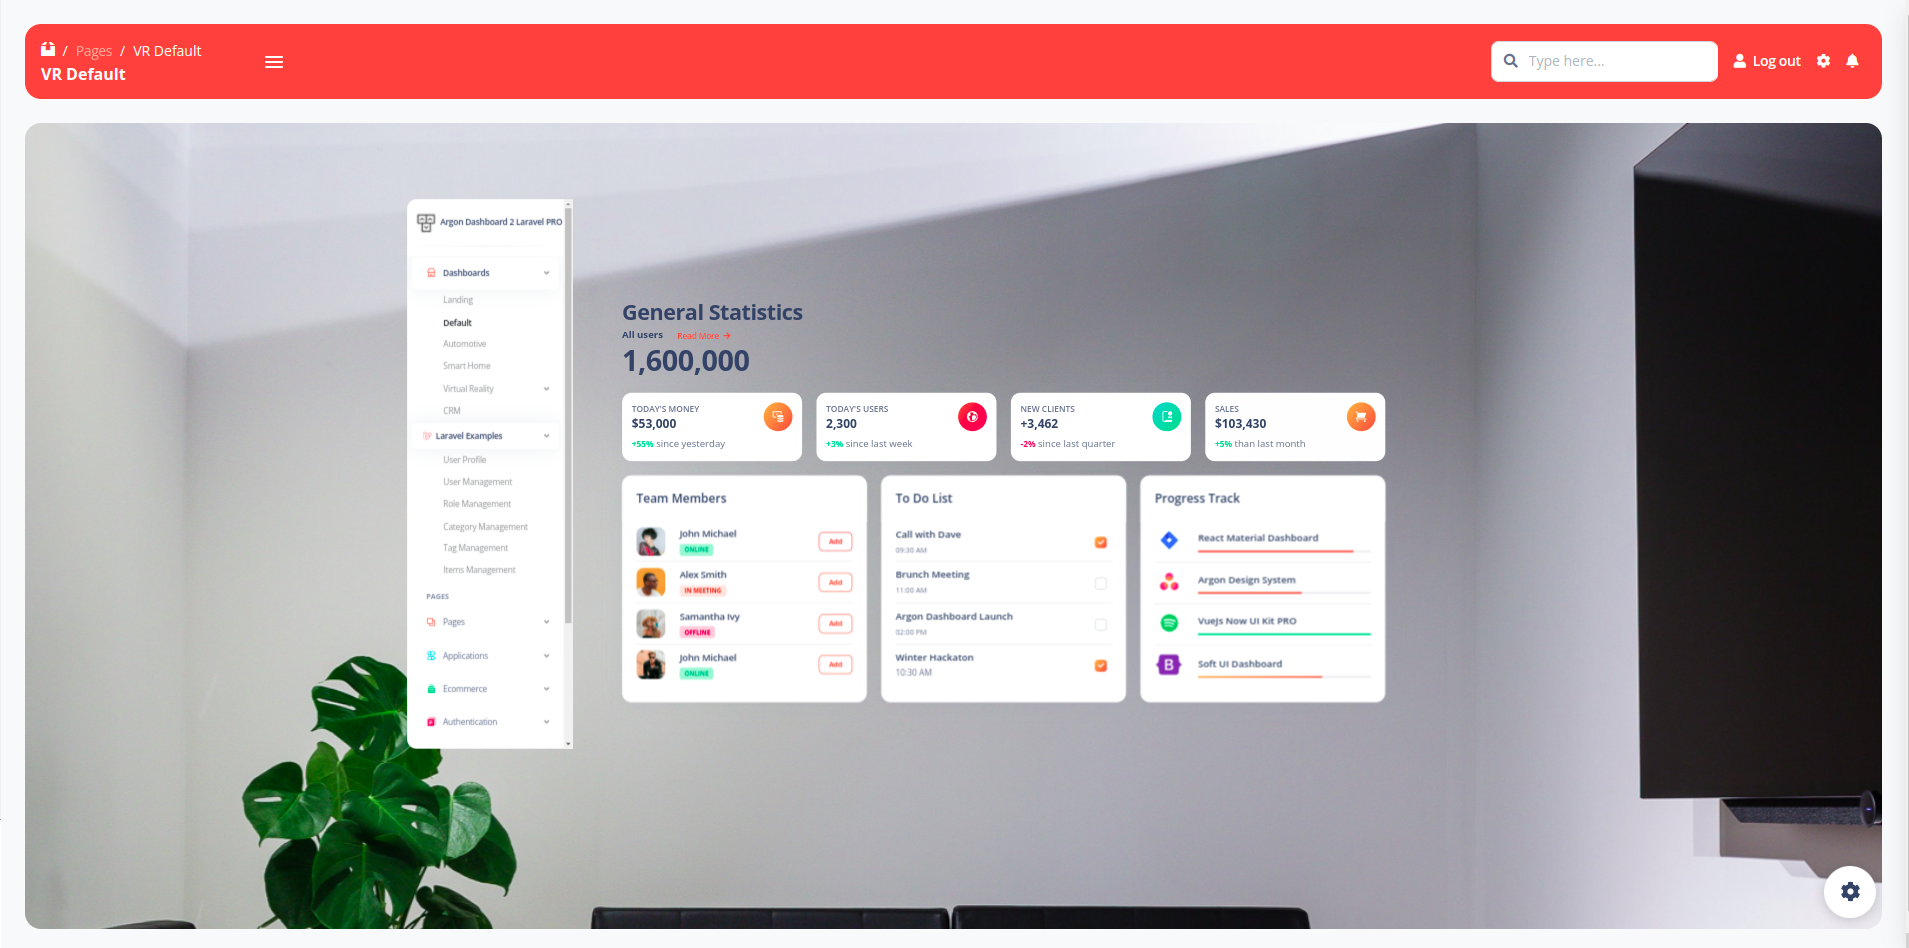 / Pages / VR Default
VR Default
Type here...
Log out
Argon Dashboard 2 Laravel PRO
Dashboards
Landing
Default
Automotive
Smart Home
Virtual Reality
CRM
Laravel Examples
User Profile
User Management
Role Management
Category Management
Tag Management
Items Management
PAGES
Pages
Applications
Ecommerce
Authentication
General Statistics
All users Read More →
1,600,000
TODAY'S MONEY
$53,000
+55% since yesterday
TODAY'S USERS
2,300
+3% since last week
NEW CLIENTS
+3,462
-2% since last quarter
SALES
$103,430
+5% than last month
Team Members
John Michael
ONLINE
Add
Alex Smith
IN MEETING
Add
Samantha Ivy
OFFLINE
Add
John Michael
ONLINE
Add
To Do List
Call with Dave
09:30 AM
Brunch Meeting
11:00 AM
Argon Dashboard Launch
02:00 PM
Winter Hackaton
10:30 AM
Progress Track
React Material Dashboard
Argon Design System
VueJs Now UI Kit PRO
B
Soft UI Dashboard